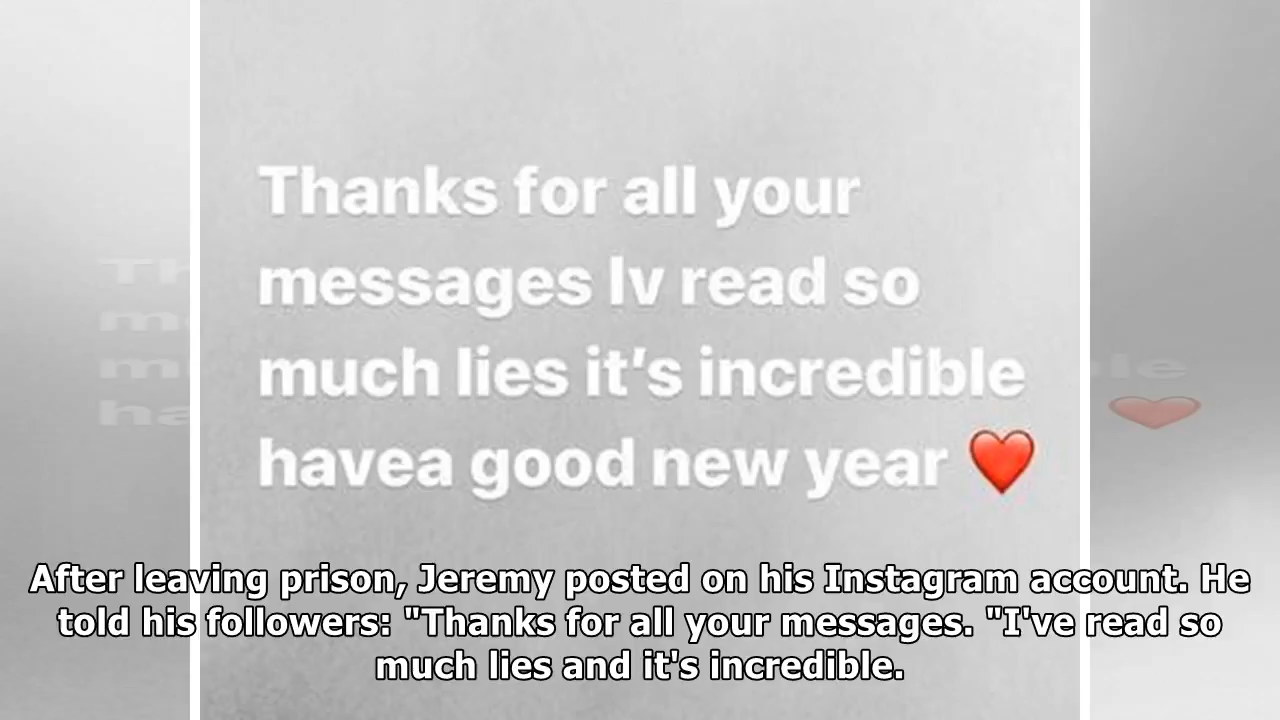 Thanks for all your
messages Iv read so
much lies it's incredible
havea good new year ❤️
After leaving prison, Jeremy posted on his Instagram account. He
told his followers: "Thanks for all your messages. "I've read so
much lies and it's incredible.